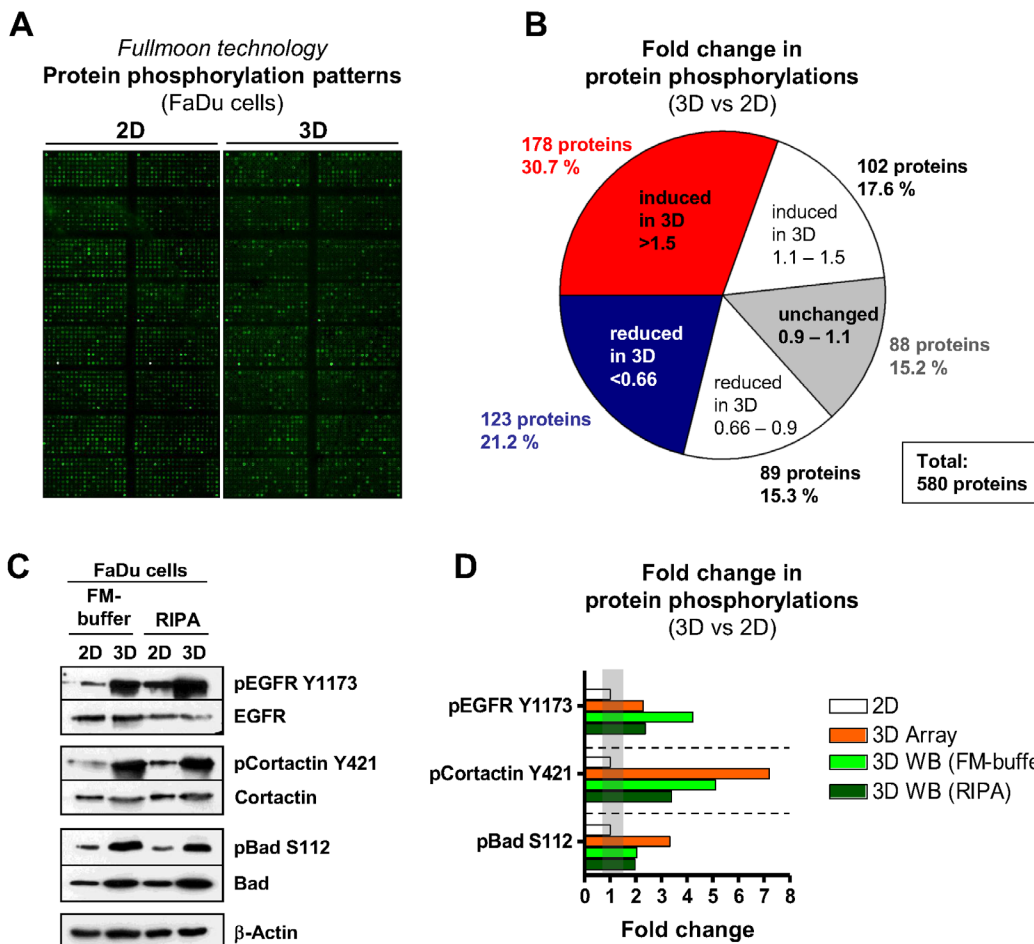 A
Fullmoon technology
Protein phosphorylation patterns
(FaDu cells)
2D
3D
B
Fold change in
protein phosphorylations
(3D vs 2D)
178 proteins
30.7 %
induced
in 3D
>1.5
102 proteins
17.6 %
induced
in 3D
1.1 – 1.5
unchanged
0.9 – 1.1
88 proteins
15.2 %
reduced
in 3D
<0.66
123 proteins
21.2 %
reduced
in 3D
0.66 – 0.9
89 proteins
15.3 %
Total:
580 proteins
C
FaDu cells
FM-
buffer
RIPA
2D 3D 2D 3D
pEGFR Y1173
EGFR
pCortactin Y421
Cortactin
pBad S112
Bad
β-Actin
D
Fold change in
protein phosphorylations
(3D vs 2D)
pEGFR Y1173
pCortactin Y421
pBad S112
0 1 2 3 4 5 6 7 8
Fold change
2D
3D Array
3D WB (FM-buffe
3D WB (RIPA)